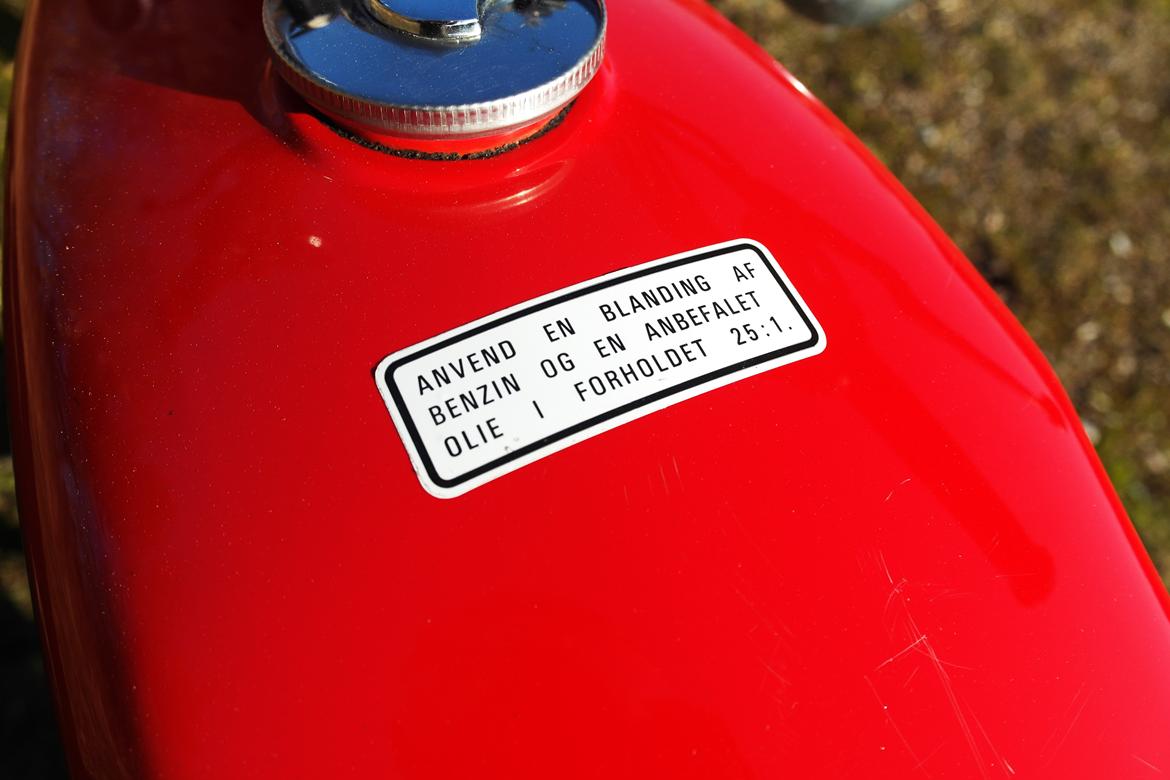 ANVEND EN BLANDING AF
BENZIN OG EN ANBEFALET
OLIE I FORHOLDET 25:1.